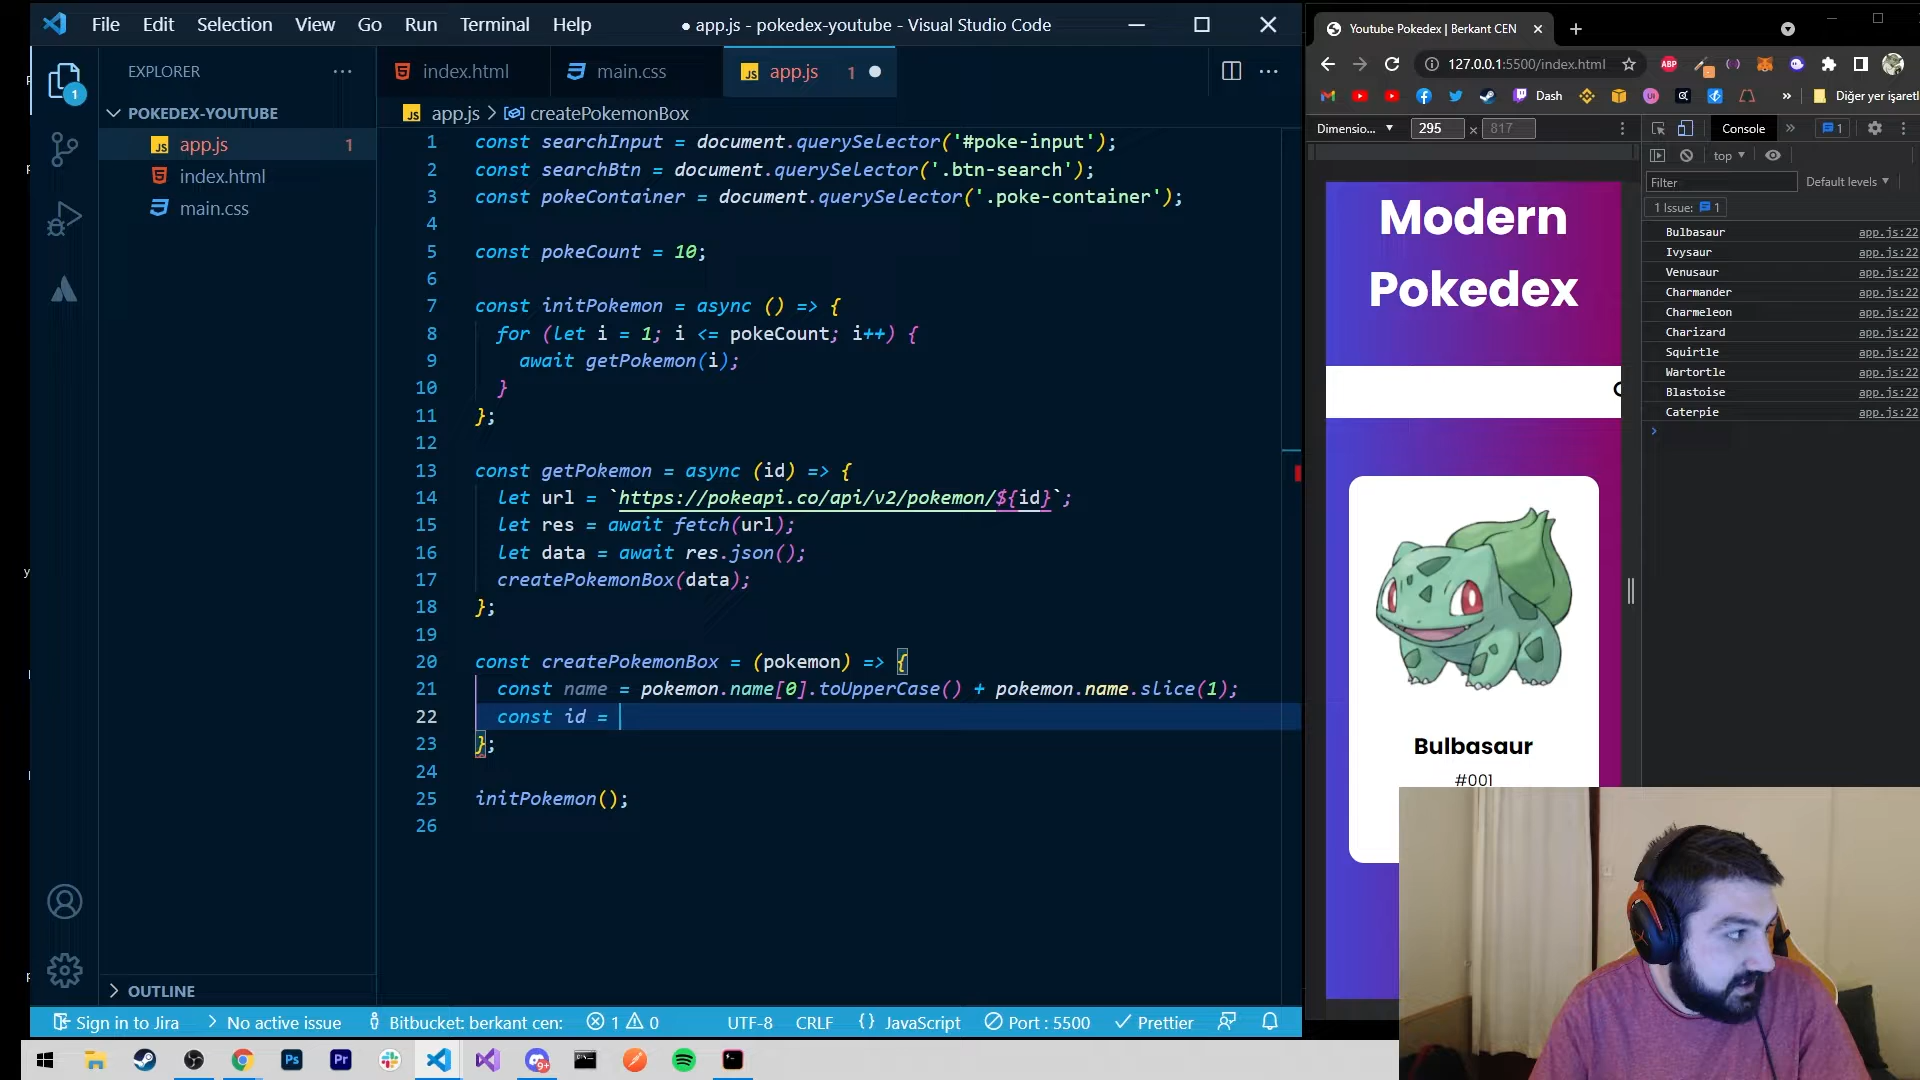 File Edit Selection View Go Run Terminal Help
● app.js - pokedex-youtube - Visual Studio Code
EXPLORER
POKEDEX-YOUTUBE
app.js 1
index.html
main.css
OUTLINE
index.html main.css app.js 1
app.js > createPokemonBox
1 const searchInput = document.querySelector('#poke-input');
2 const searchBtn = document.querySelector('.btn-search');
3 const pokeContainer = document.querySelector('.poke-container');
4
5 const pokeCount = 10;
6
7 const initPokemon = async () => {
8 for (let i = 1; i <= pokeCount; i++) {
9 await getPokemon(i);
10 }
11 };
12
13 const getPokemon = async (id) => {
14 let url = `https://pokeapi.co/api/v2/pokemon/${id}`;
15 let res = await fetch(url);
16 let data = await res.json();
17 createPokemonBox(data);
18 };
19
20 const createPokemonBox = (pokemon) => {
21 const name = pokemon.name[0].toUpperCase() + pokemon.name.slice(1);
22 const id =
23 };
24
25 initPokemon();
26
Sign in to Jira No active issue Bitbucket: berkant cen: 1 0 UTF-8 CRLF {} JavaScript Port : 5500 Prettier
Youtube Pokedex | Berkant CEN
127.0.0.1:5500/index.html
ABP
Dash
Diğer yer işaretl
Dimensio... 295 × 817
Console 1
top
Filter Default levels
1 Issue: 1
Bulbasaur app.js:22
Ivysaur app.js:22
Venusaur app.js:22
Charmander app.js:22
Charmeleon app.js:22
Charizard app.js:22
Squirtle app.js:22
Wartortle app.js:22
Blastoise app.js:22
Caterpie app.js:22
Modern
Pokedex
Bulbasaur
#001
Ps Pr 9+